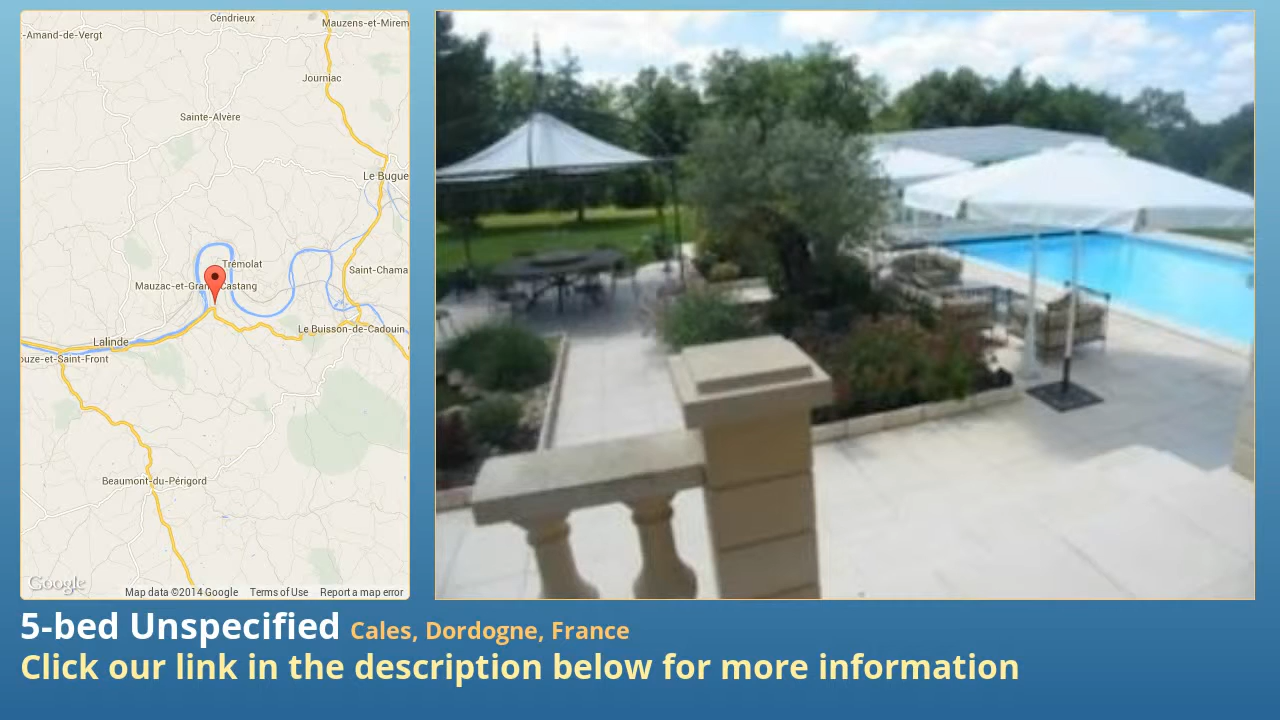 Cendrieux
Mauzens-et-Mirem
-Amand-de-Vergt
Journiac
Sainte-Alvère
Le Bugue
Trémolat
Saint-Chama
Mauzac-et-Grand-Castang
Le Buisson-de-Cadouin
Lalinde
ouze-et-Saint-Front
Beaumont-du-Périgord
Google
Map data ©2014 Google Terms of Use Report a map error
5-bed Unspecified Cales, Dordogne, France
Click our link in the description below for more information